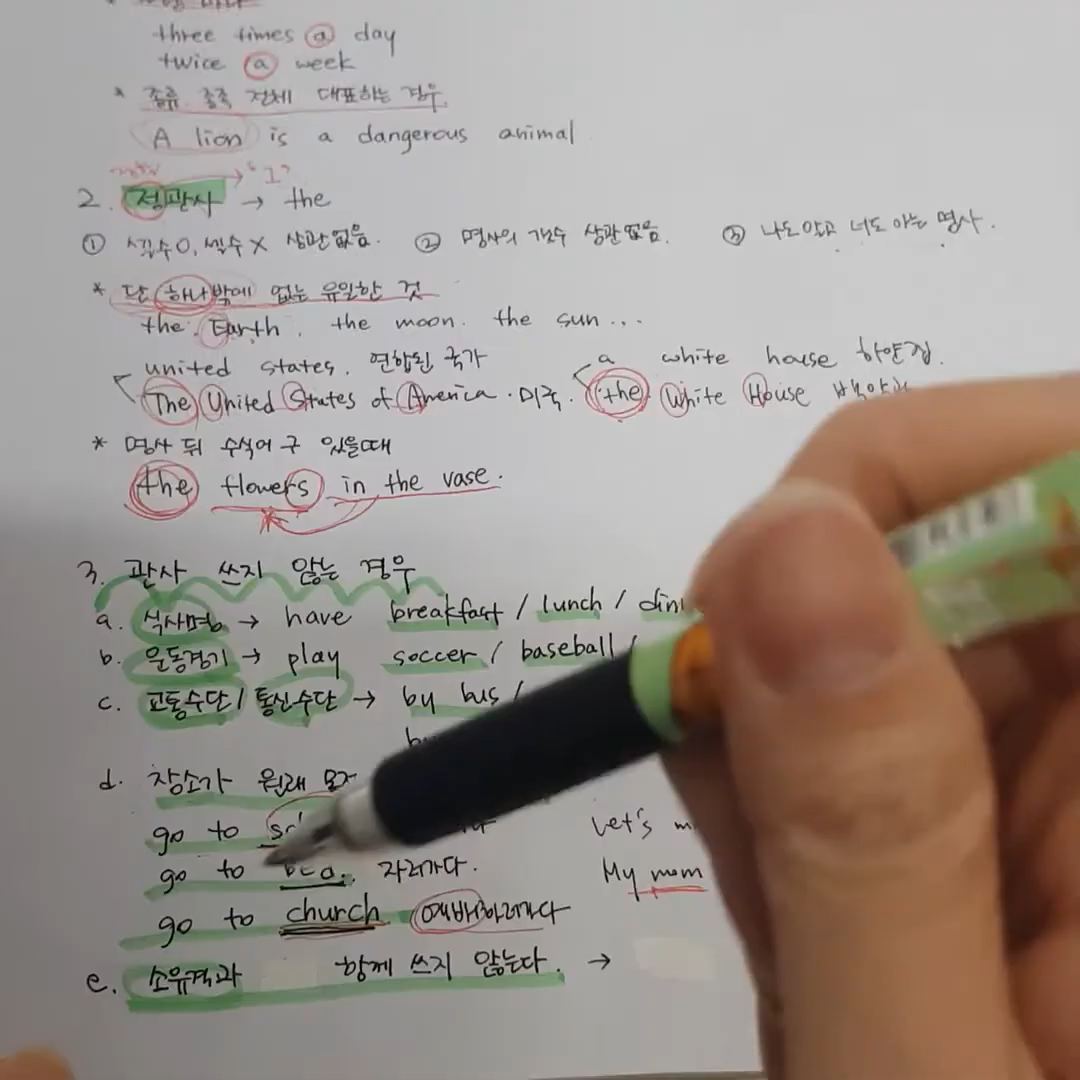 three times a day
twice a week
* 종류, 종족 전체 대표하는 경우.
A lion is a dangerous animal
→ "1"
2. 정관사 → the
① 셀수O, 셀수X 상관없음. ② 명사의 갯수 상관없음. ③ 나도 알고 너도 아는 명사.
* 단 하나밖에 없는 유일한 것
the Earth, the moon. the sun ...
united states, 연합된 국가 a white house 하얀집.
The United States of America. 미국. the White House
* 명사 뒤 수식어구 있을때
the flowers in the vase.
3. 관사 쓰지 않는 경우
a. 식사명 → have breakfast / lunch /
b. 운동경기 → play soccer / baseball /
c. 교통수단 / 통신수단 → by bus /
d. 장소가 원래
go to Let's
go to bed. 자러가다. My mom
go to church 예배하러가다
e. 소유격과 함께 쓰지 않는다. →